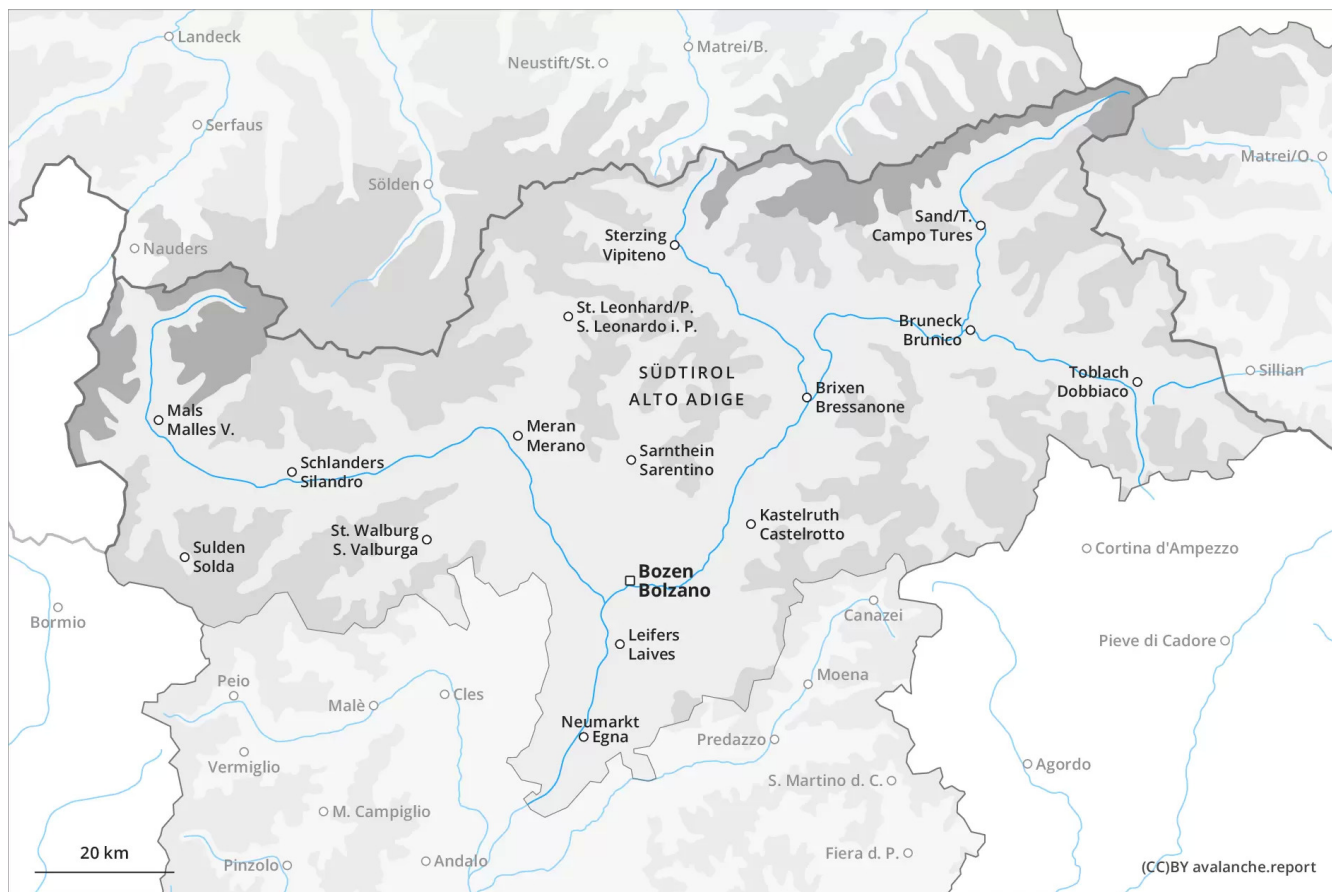 Landeck
Matrei/B.
Neustift/St.
Serfaus
Matrei/O.
Sölden
Sand/T.
Campo Tures
Sterzing
Vipiteno
Nauders
St. Leonhard/P.
S. Leonardo i. P.
Bruneck
Brunico
SÜDTIROL
ALTO ADIGE
Toblach
Dobbiaco
Sillian
Brixen
Bressanone
Mals
Malles V.
Meran
Merano
Sarnthein
Sarentino
Schlanders
Silandro
Kastelruth
Castelrotto
St. Walburg
S. Valburga
Sulden
Solda
Cortina d'Ampezzo
Bozen
Bolzano
Bormio
Canazei
Leifers
Laives
Pieve di Cadore
Peio
Moena
Malè
Cles
Neumarkt
Egna
Predazzo
Vermiglio
Agordo
S. Martino d. C.
M. Campiglio
20 km
Fiera d. P.
Pinzolo
Andalo
(CC)BY avalanche.report